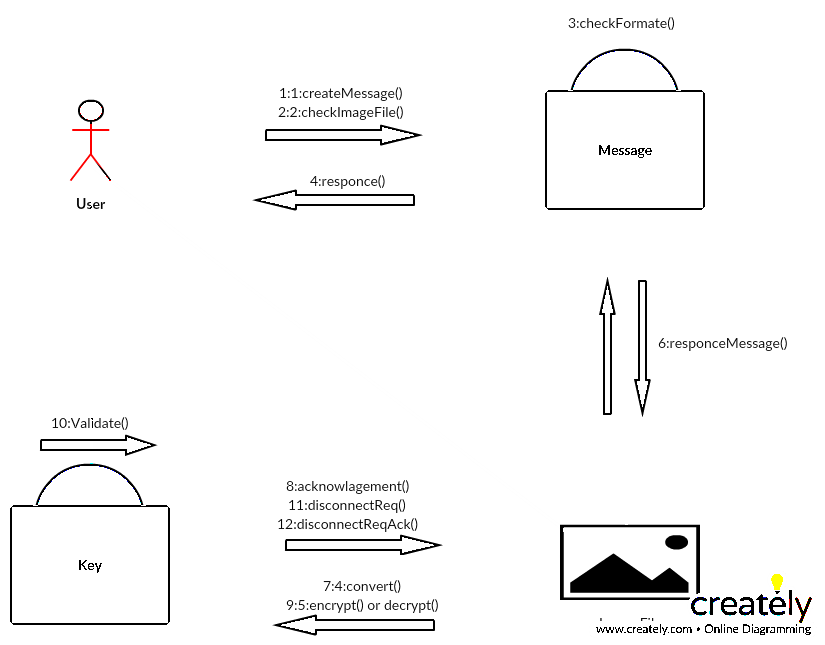 3:checkFormate()
1:1:createMessage()
2:2:checkImageFile()
Message
4:responce()
User
6:responceMessage()
10:Validate()
8:acknowlagement()
11:disconnectReq()
12:disconnectReqAck()
Key
7:4:convert()
9:5:encrypt() or decrypt()
creately
www.creately.com • Online Diagramming